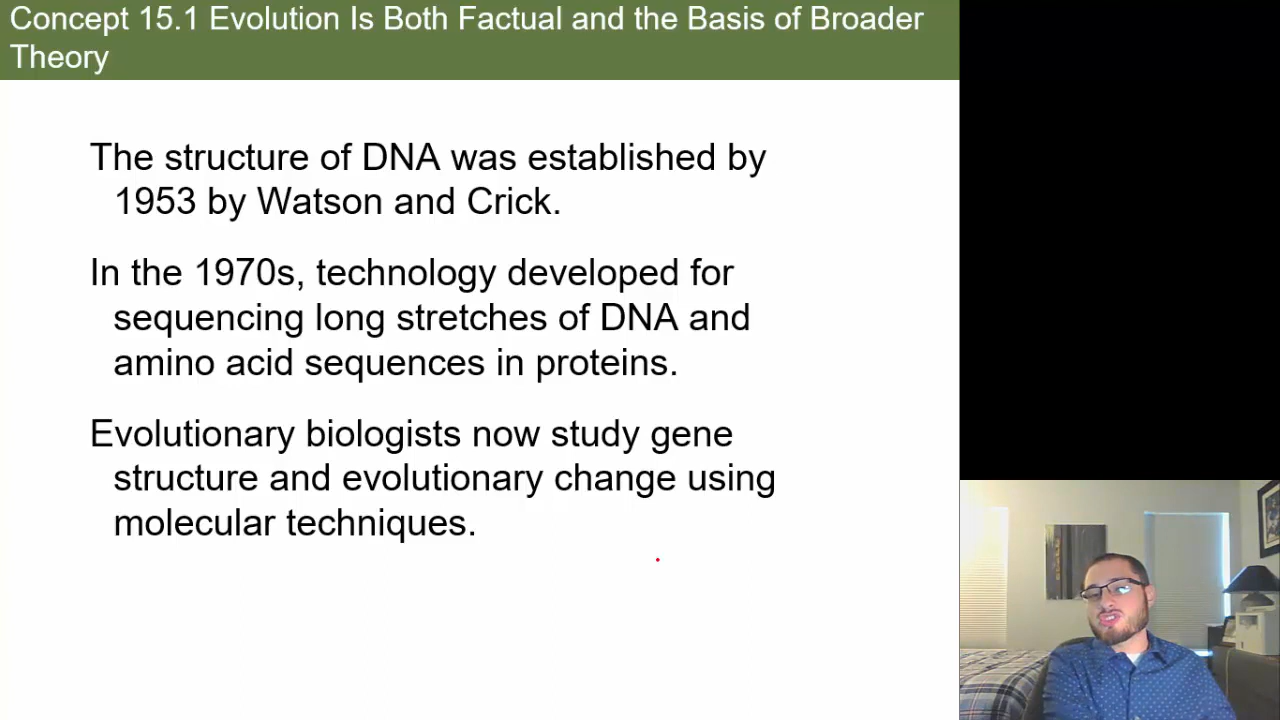 Concept 15.1 Evolution Is Both Factual and the Basis of Broader
Theory
The structure of DNA was established by
1953 by Watson and Crick.
In the 1970s, technology developed for
sequencing long stretches of DNA and
amino acid sequences in proteins.
Evolutionary biologists now study gene
structure and evolutionary change using
molecular techniques.